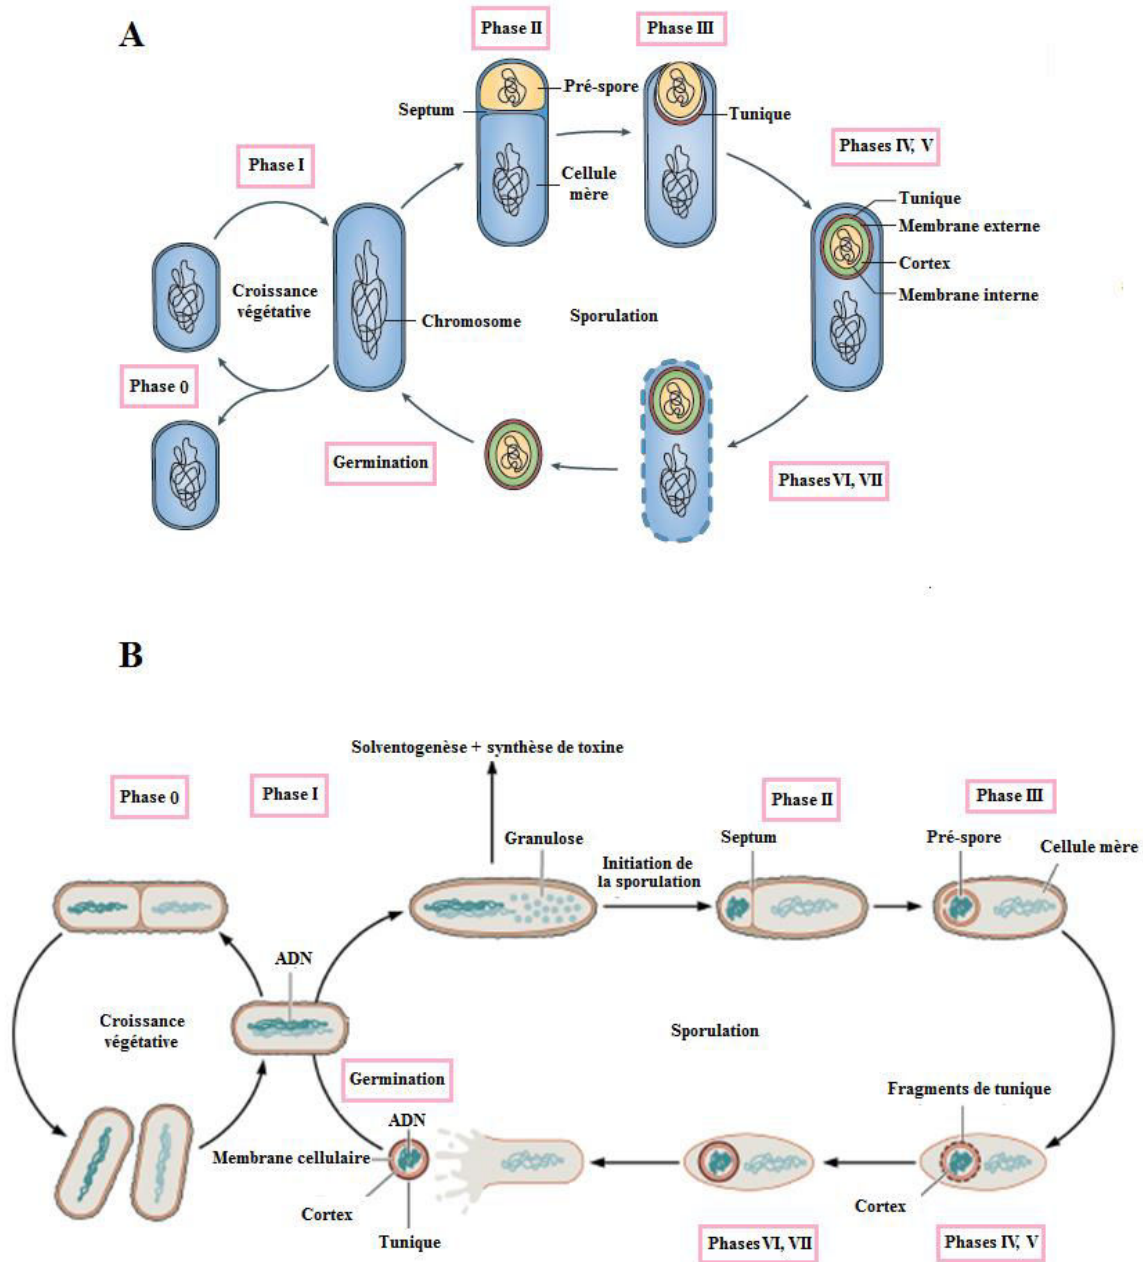 A
Phase II
Phase III
Pré-spore
Septum
Tunique
Phase I
Phases IV, V
Cellule
mère
Tunique
Membrane externe
Cortex
Membrane interne
Croissance
végétative
Chromosome
Sporulation
Phase 0
Germination
Phases VI, VII
B
Solventogenèse + synthèse de toxine
Phase 0
Phase I
Phase II
Phase III
Granulose
Septum
Pré-spore
Cellule mère
Initiation de
la sporulation
ADN
Croissance
végétative
Sporulation
Germination
Fragments de tunique
ADN
Membrane cellulaire
Cortex
Cortex
Tunique
Phases VI, VII
Phases IV, V